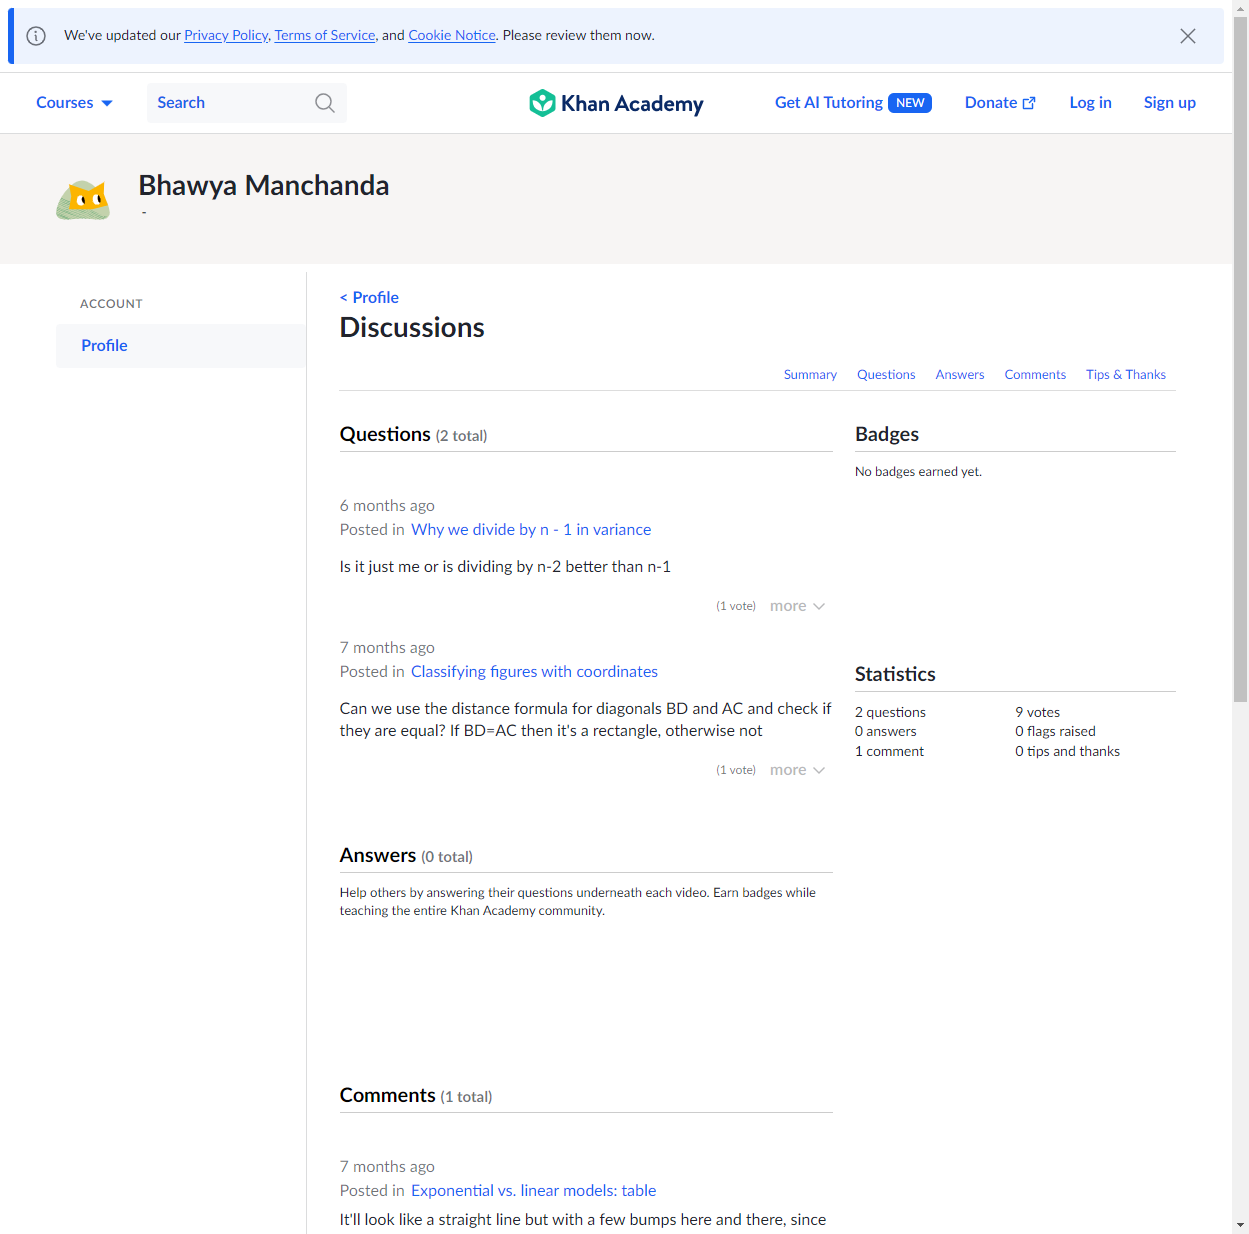 We've updated our Privacy Policy, Terms of Service, and Cookie Notice. Please review them now.
Courses
Search
Khan Academy
Get AI Tutoring NEW
Donate
Log in
Sign up
Bhawya Manchanda
-
ACCOUNT
Profile
< Profile
Discussions
Summary
Questions
Answers
Comments
Tips & Thanks
Questions (2 total)
6 months ago
Posted in Why we divide by n - 1 in variance
Is it just me or is dividing by n-2 better than n-1
(1 vote) more
7 months ago
Posted in Classifying figures with coordinates
Can we use the distance formula for diagonals BD and AC and check if
they are equal? If BD=AC then it's a rectangle, otherwise not
(1 vote) more
Answers (0 total)
Help others by answering their questions underneath each video. Earn badges while
teaching the entire Khan Academy community.
Comments (1 total)
7 months ago
Posted in Exponential vs. linear models: table
It'll look like a straight line but with a few bumps here and there, since
Badges
No badges earned yet.
Statistics
2 questions
9 votes
0 answers
0 flags raised
1 comment
0 tips and thanks